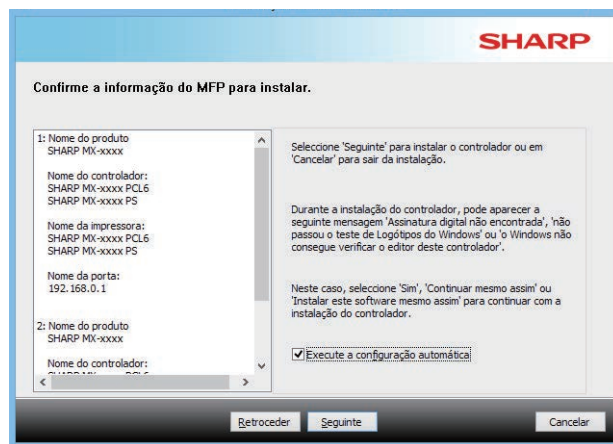 SHARP
Confirme a informação do MFP para instalar.
1: Nome do produto
SHARP MX-xxxx
Nome do controlador:
SHARP MX-xxxx PCL6
SHARP MX-xxxx PS
Nome da impressora:
SHARP MX-xxxx PCL6
SHARP MX-xxxx PS
Nome da porta:
192.168.0.1
2: Nome do produto
SHARP MX-xxxx
Nome do controlador:
Seleccione 'Seguinte' para instalar o controlador ou em
'Cancelar' para sair da instalação.
Durante a instalação do controlador, pode aparecer a
seguinte mensagem 'Assinatura digital não encontrada', 'não
passou o teste de Logótipos do Windows' ou 'o Windows não
consegue verificar o editor deste controlador'.
Neste caso, seleccione 'Sim', 'Continuar mesmo assim' ou
'Instalar este software mesmo assim' para continuar com a
instalação do controlador.
Execute a configuração automática
Retroceder
Seguinte
Cancelar